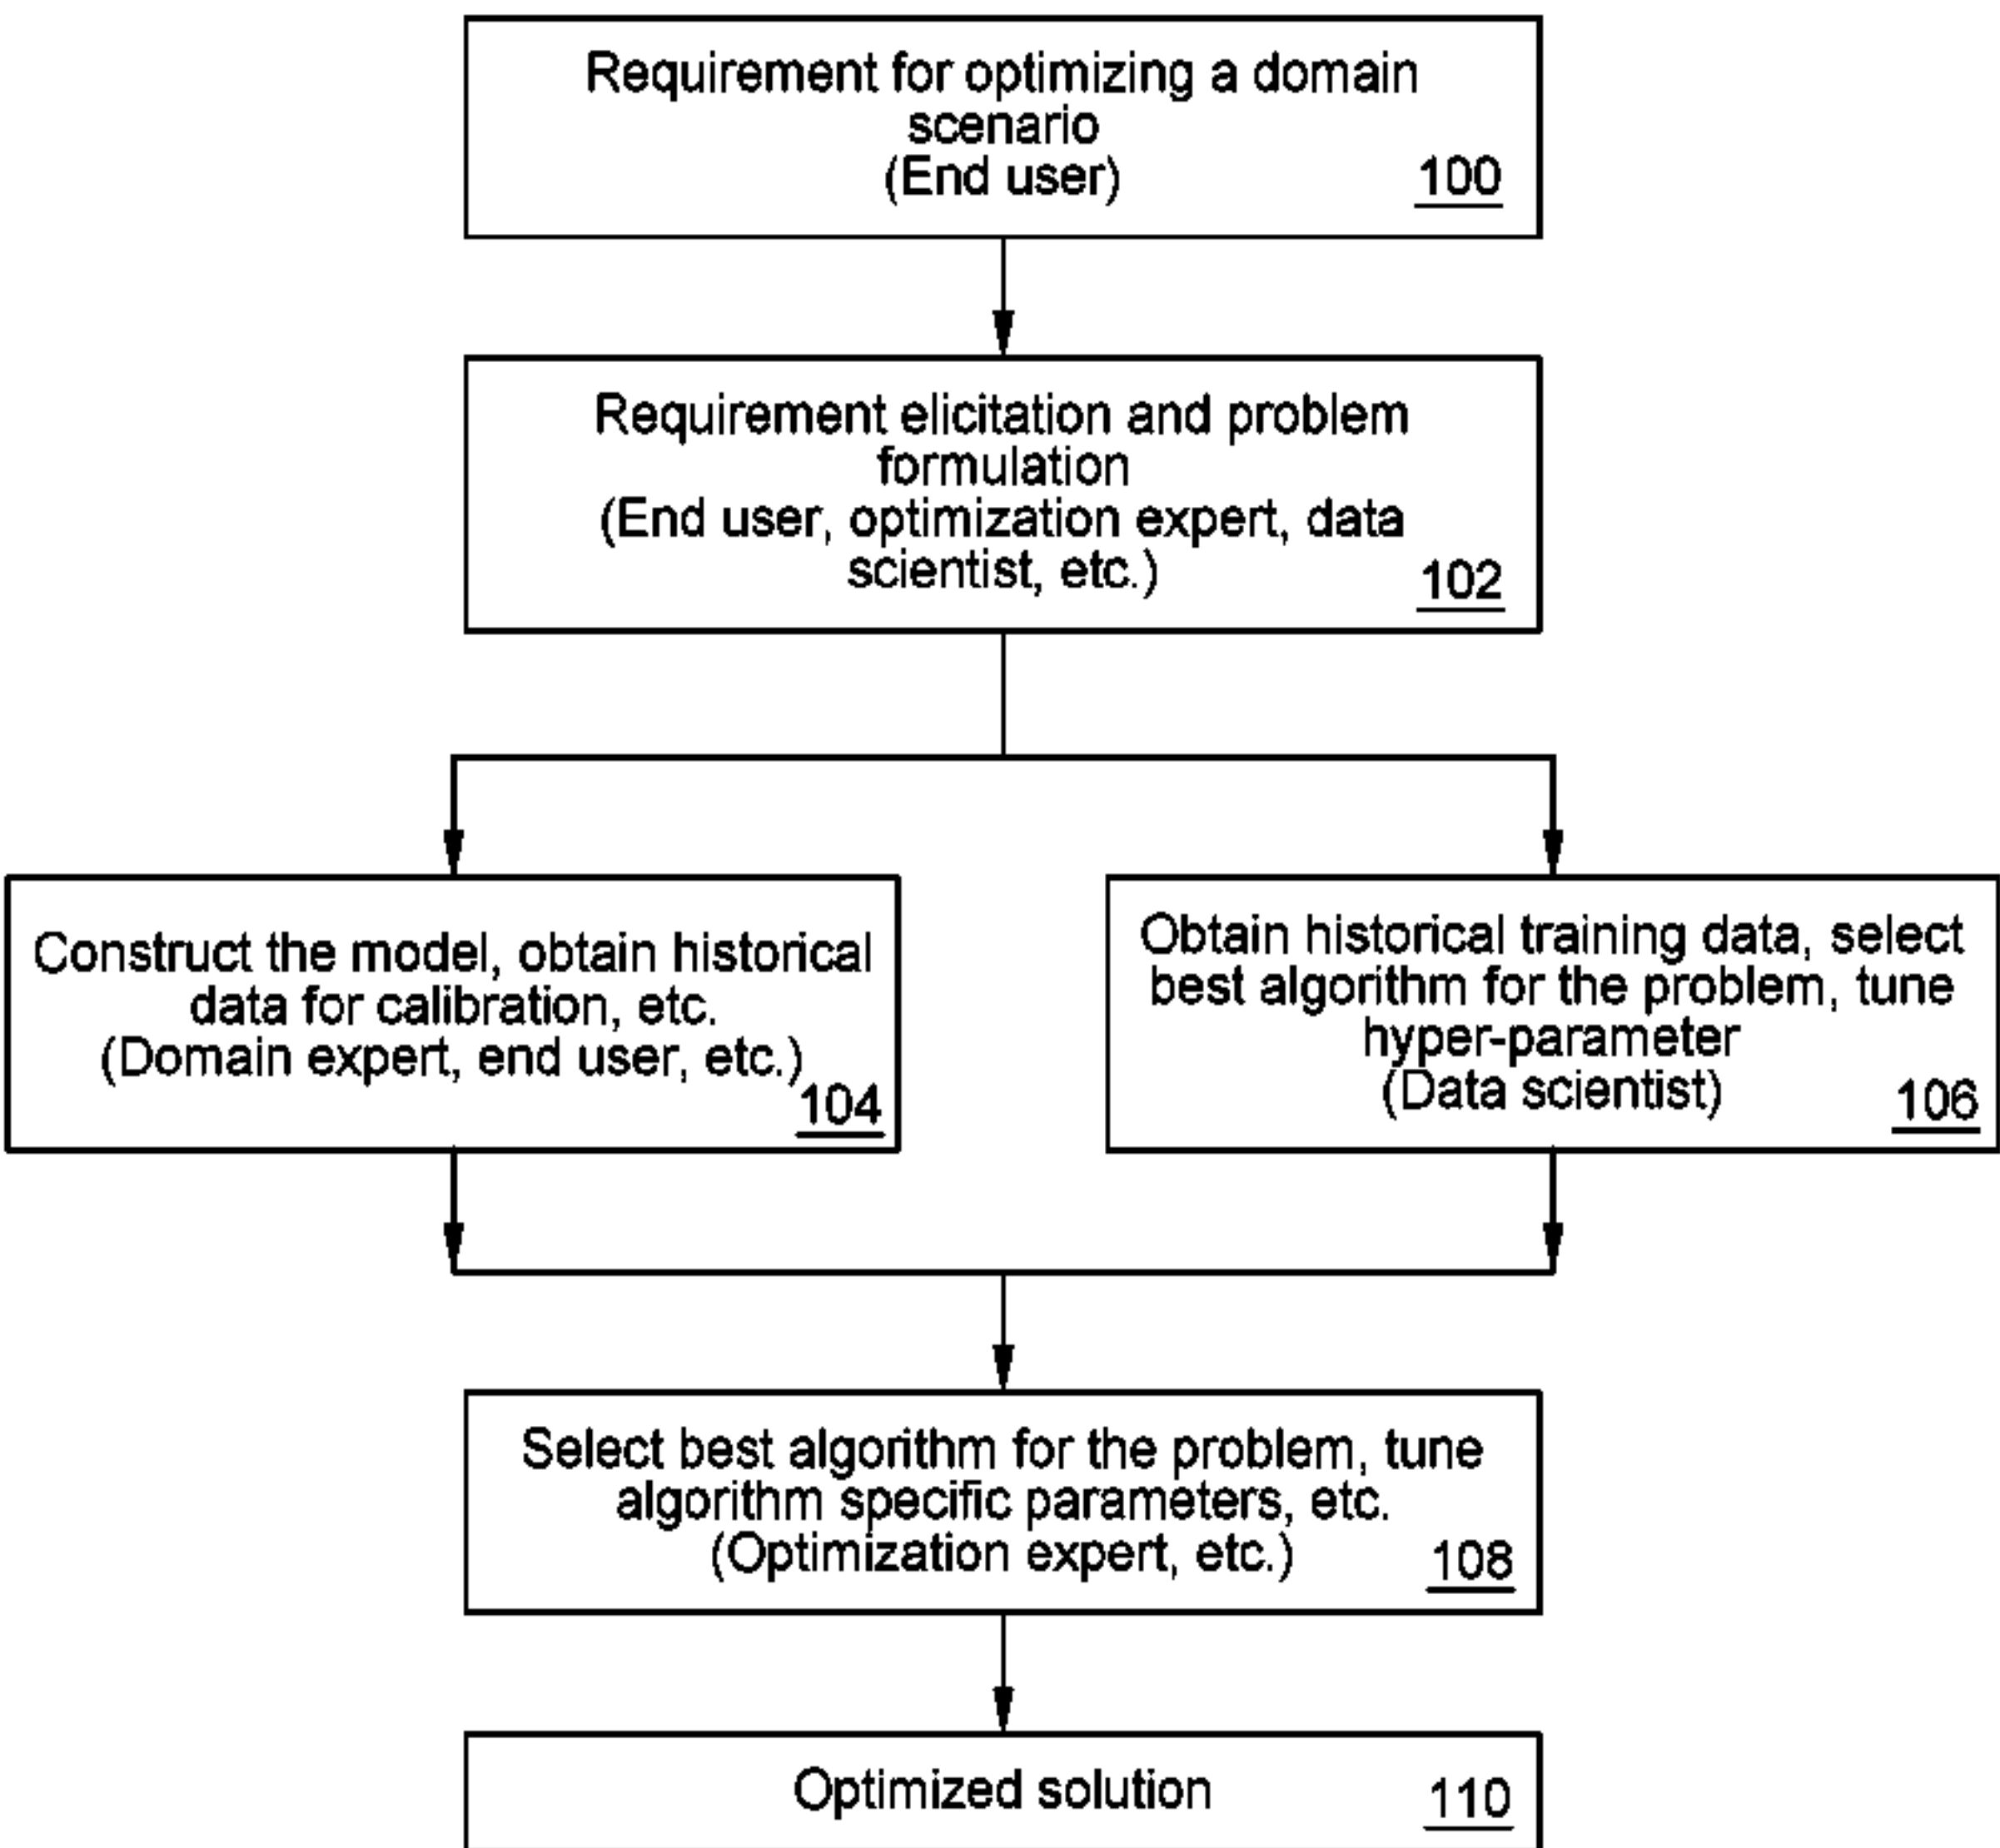 Requirement for optimizing a domain
scenario
(End user)
100
Requirement elicitation and problem
formulation
(End user, optimization expert, data
scientist, etc.)
102
Construct the model, obtain historical
data for calibration, etc.
(Domain expert, end user, etc.)
104
Obtain historical training data, select
best algorithm for the problem, tune
hyper-parameter
(Data scientist)
106
Select best algorithm for the problem, tune
algorithm specific parameters, etc.
(Optimization expert, etc.)
108
Optimized solution
110